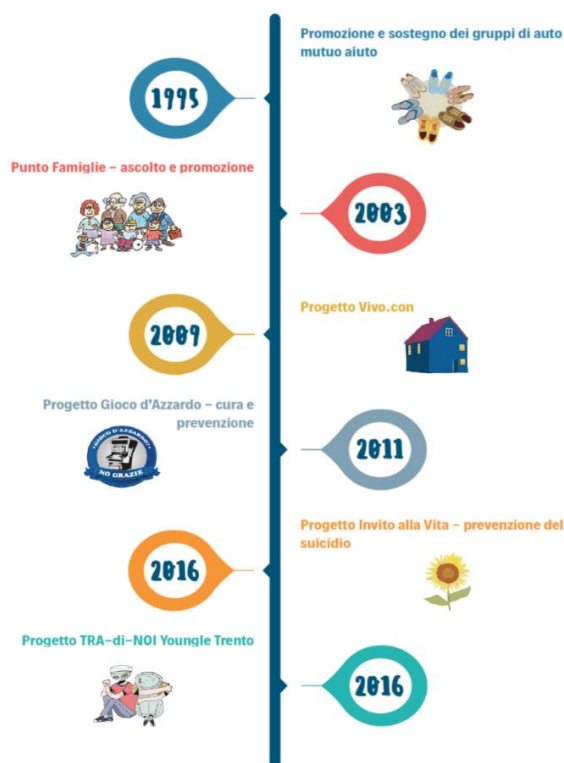 Promozione e sostegno dei gruppi di auto
mutuo aiuto
1995
Punto Famiglie – ascolto e promozione
2003
Progetto Vivo.con
2009
Progetto Gioco d'Azzardo – cura e
prevenzione
GIOCO D'AZZARDO?
NO GRAZIE
2011
Progetto Invito alla Vita – prevenzione del
suicidio
2016
Progetto TRA-di-NOI Youngle Trento
2016